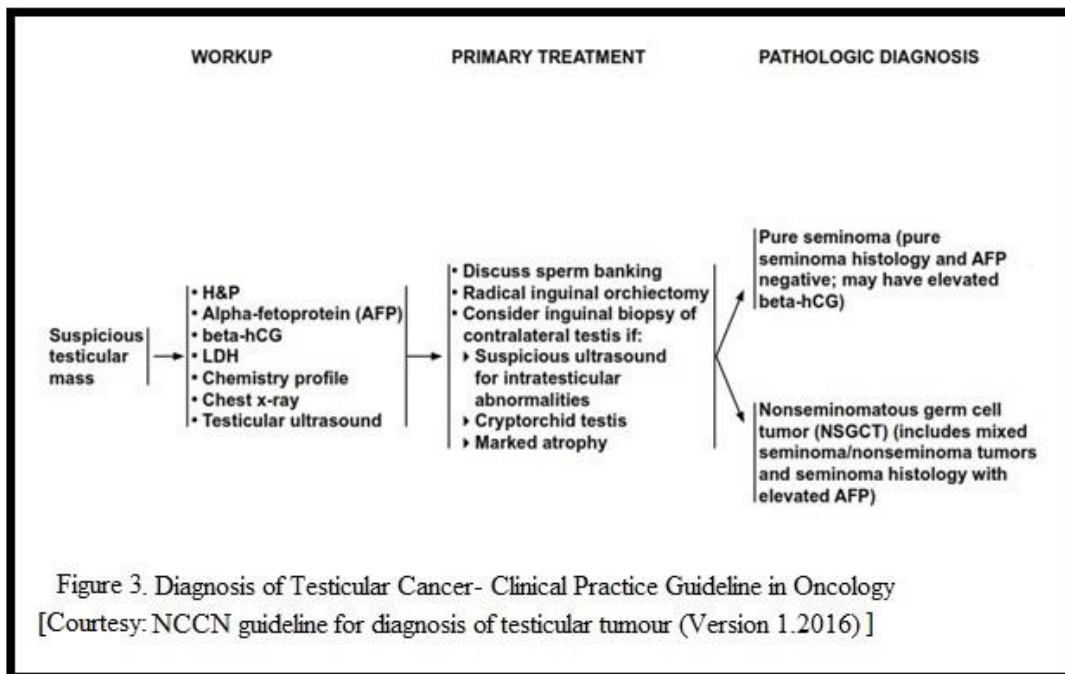 WORKUP
PRIMARY TREATMENT
PATHOLOGIC DIAGNOSIS
Suspicious
testicular
mass
• H&P
• Alpha-fetoprotein (AFP)
• beta-hCG
• LDH
• Chemistry profile
• Chest x-ray
• Testicular ultrasound
• Discuss sperm banking
• Radical inguinal orchiectomy
• Consider inguinal biopsy of
contralateral testis if:
▸ Suspicious ultrasound
for intratesticular
abnormalities
▸ Cryptorchid testis
▸ Marked atrophy
Pure seminoma (pure
seminoma histology and AFP
negative; may have elevated
beta-hCG)
Nonseminomatous germ cell
tumor (NSGCT) (includes mixed
seminoma/nonseminoma tumors
and seminoma histology with
elevated AFP)
Figure 3. Diagnosis of Testicular Cancer- Clinical Practice Guideline in Oncology
[Courtesy: NCCN guideline for diagnosis of testicular tumour (Version 1.2016) ]